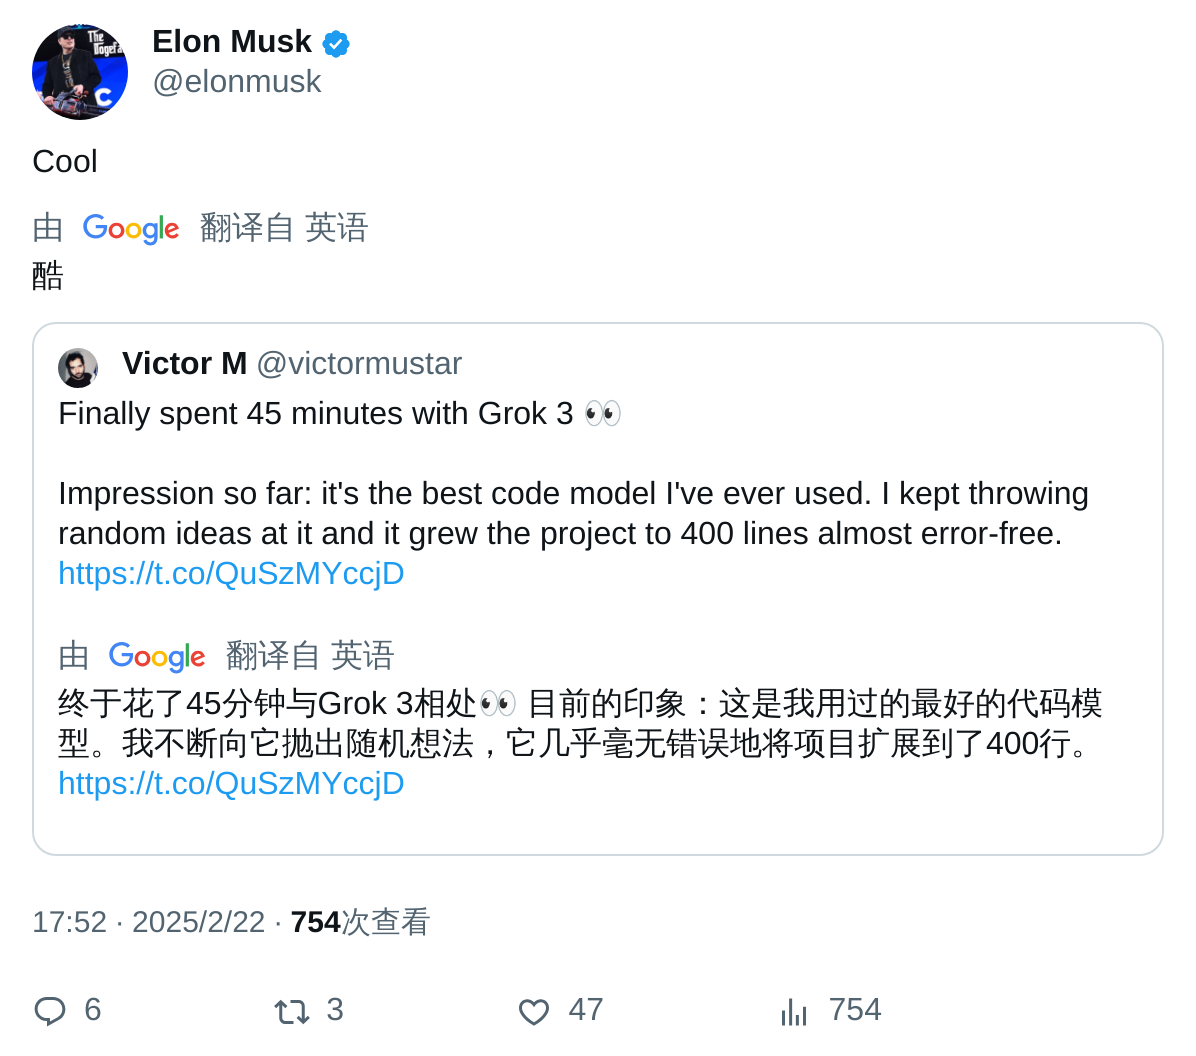 The
Dogefa
C
Elon Musk
@elonmusk
Cool
由 Google 翻译自 英语
酷
Victor M @victormustar
Finally spent 45 minutes with Grok 3 👀
Impression so far: it's the best code model I've ever used. I kept throwing
random ideas at it and it grew the project to 400 lines almost error-free.
https://t.co/QuSzMYccjD
由 Google 翻译自 英语
终于花了45分钟与Grok 3相处👀 目前的印象：这是我用过的最好的代码模
型。我不断向它抛出随机想法，它几乎毫无错误地将项目扩展到了400行。
https://t.co/QuSzMYccjD
17:52 · 2025/2/22 · 754次查看
6 3 47 754